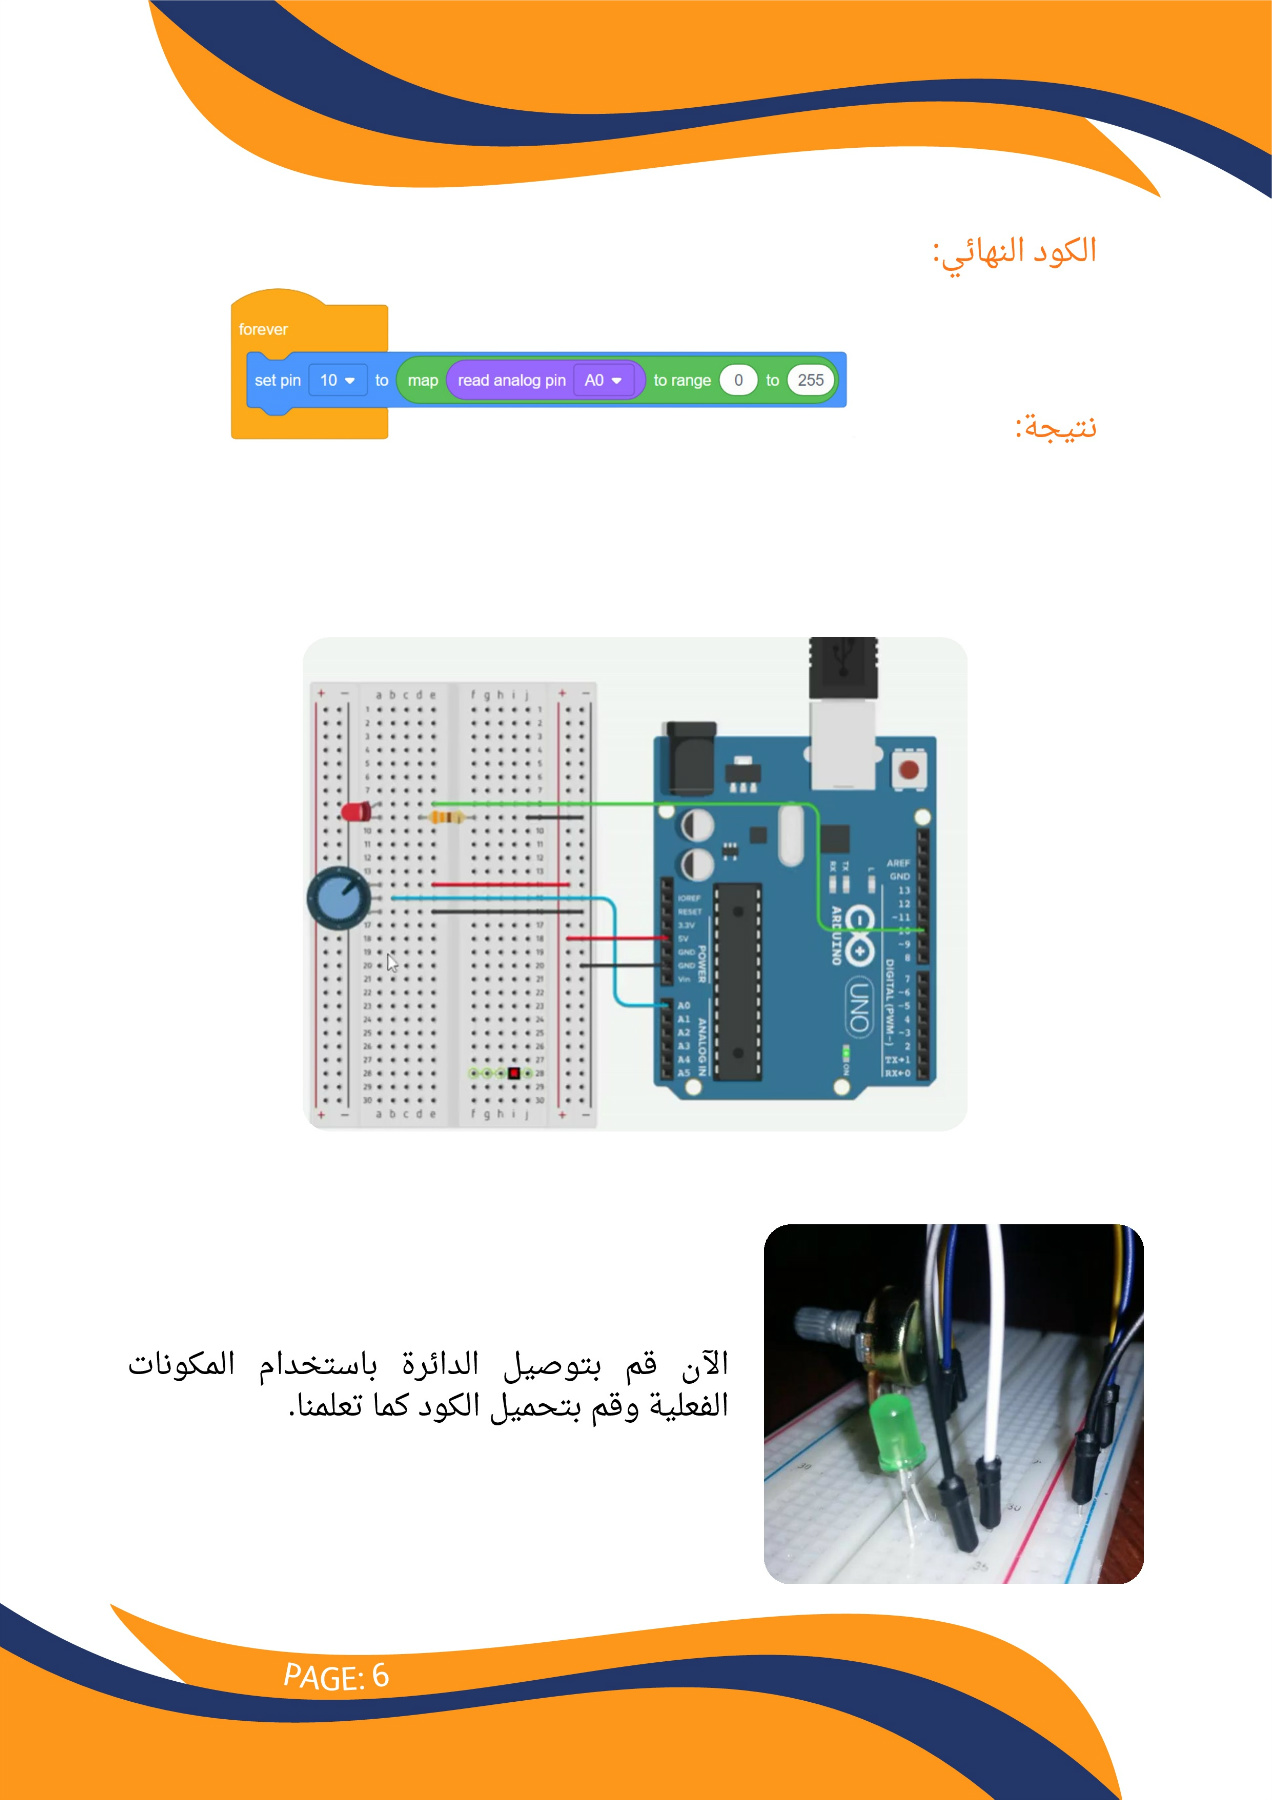 الكود النهائي:
forever
set pin 10 to map read analog pin A0 to range 0 to 255
نتيجة:
+ − a b c d e f g h i j + −
AREF
GND
13
12
~11
10
~9
8
7
~6
~5
4
~3
2
TX→1
RX←0
DIGITAL (PWM~)
TX
RX
L
ARDUINO
UNO
ON
IOREF
RESET
3.3V
5V
GND
GND
Vin
POWER
A0
A1
A2
A3
A4
A5
ANALOG IN
+ − a b c d e f g h i j + −
الآن قم بتوصيل الدائرة باستخدام المكونات
الفعلية وقم بتحميل الكود كما تعلمنا.
PAGE: 6